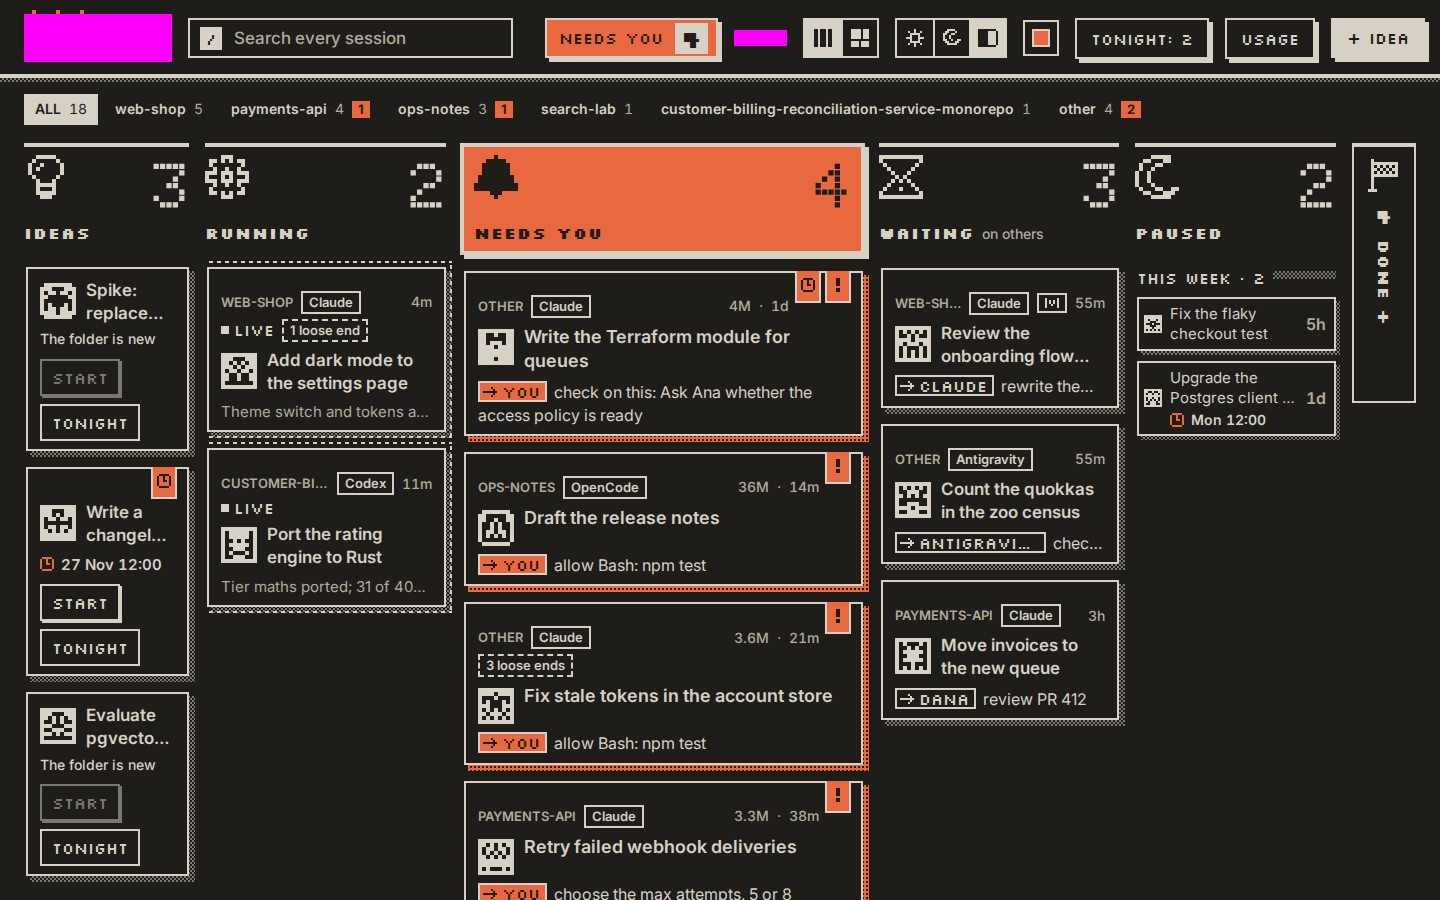 / Search every session
NEEDS YOU 4
TONIGHT: 2
USAGE
+ IDEA
ALL 18
web-shop 5
payments-api 4 1
ops-notes 3 1
search-lab 1
customer-billing-reconciliation-service-monorepo 1
other 4 2
3
IDEAS
Spike:
replace...
The folder is new
START
TONIGHT
Write a
changel...
27 Nov 12:00
START
TONIGHT
Evaluate
pgvecto...
The folder is new
START
TONIGHT
2
RUNNING
WEB-SHOP Claude 4m
LIVE 1 loose end
Add dark mode to
the settings page
Theme switch and tokens a...
CUSTOMER-BI... Codex 11m
LIVE
Port the rating
engine to Rust
Tier maths ported; 31 of 40...
4
NEEDS YOU
OTHER Claude 4M · 1d !
Write the Terraform module for
queues
→ YOU check on this: Ask Ana whether the
access policy is ready
OPS-NOTES OpenCode 36M · 14m !
Draft the release notes
→ YOU allow Bash: npm test
OTHER Claude 3.6M · 21m !
3 loose ends
Fix stale tokens in the account store
→ YOU allow Bash: npm test
PAYMENTS-API Claude 3.3M · 38m !
Retry failed webhook deliveries
→ YOU choose the max attempts, 5 or 8
3
WAITING on others
WEB-SH... Claude 55m
Review the
onboarding flow...
→ CLAUDE rewrite the...
OTHER Antigravity 55m
Count the quokkas
in the zoo census
→ ANTIGRAVI... chec...
PAYMENTS-API Claude 3h
Move invoices to
the new queue
→ DANA review PR 412
2
PAUSED
THIS WEEK · 2
Fix the flaky
checkout test 5h
Upgrade the
Postgres client ... 1d
Mon 12:00
4 DONE +